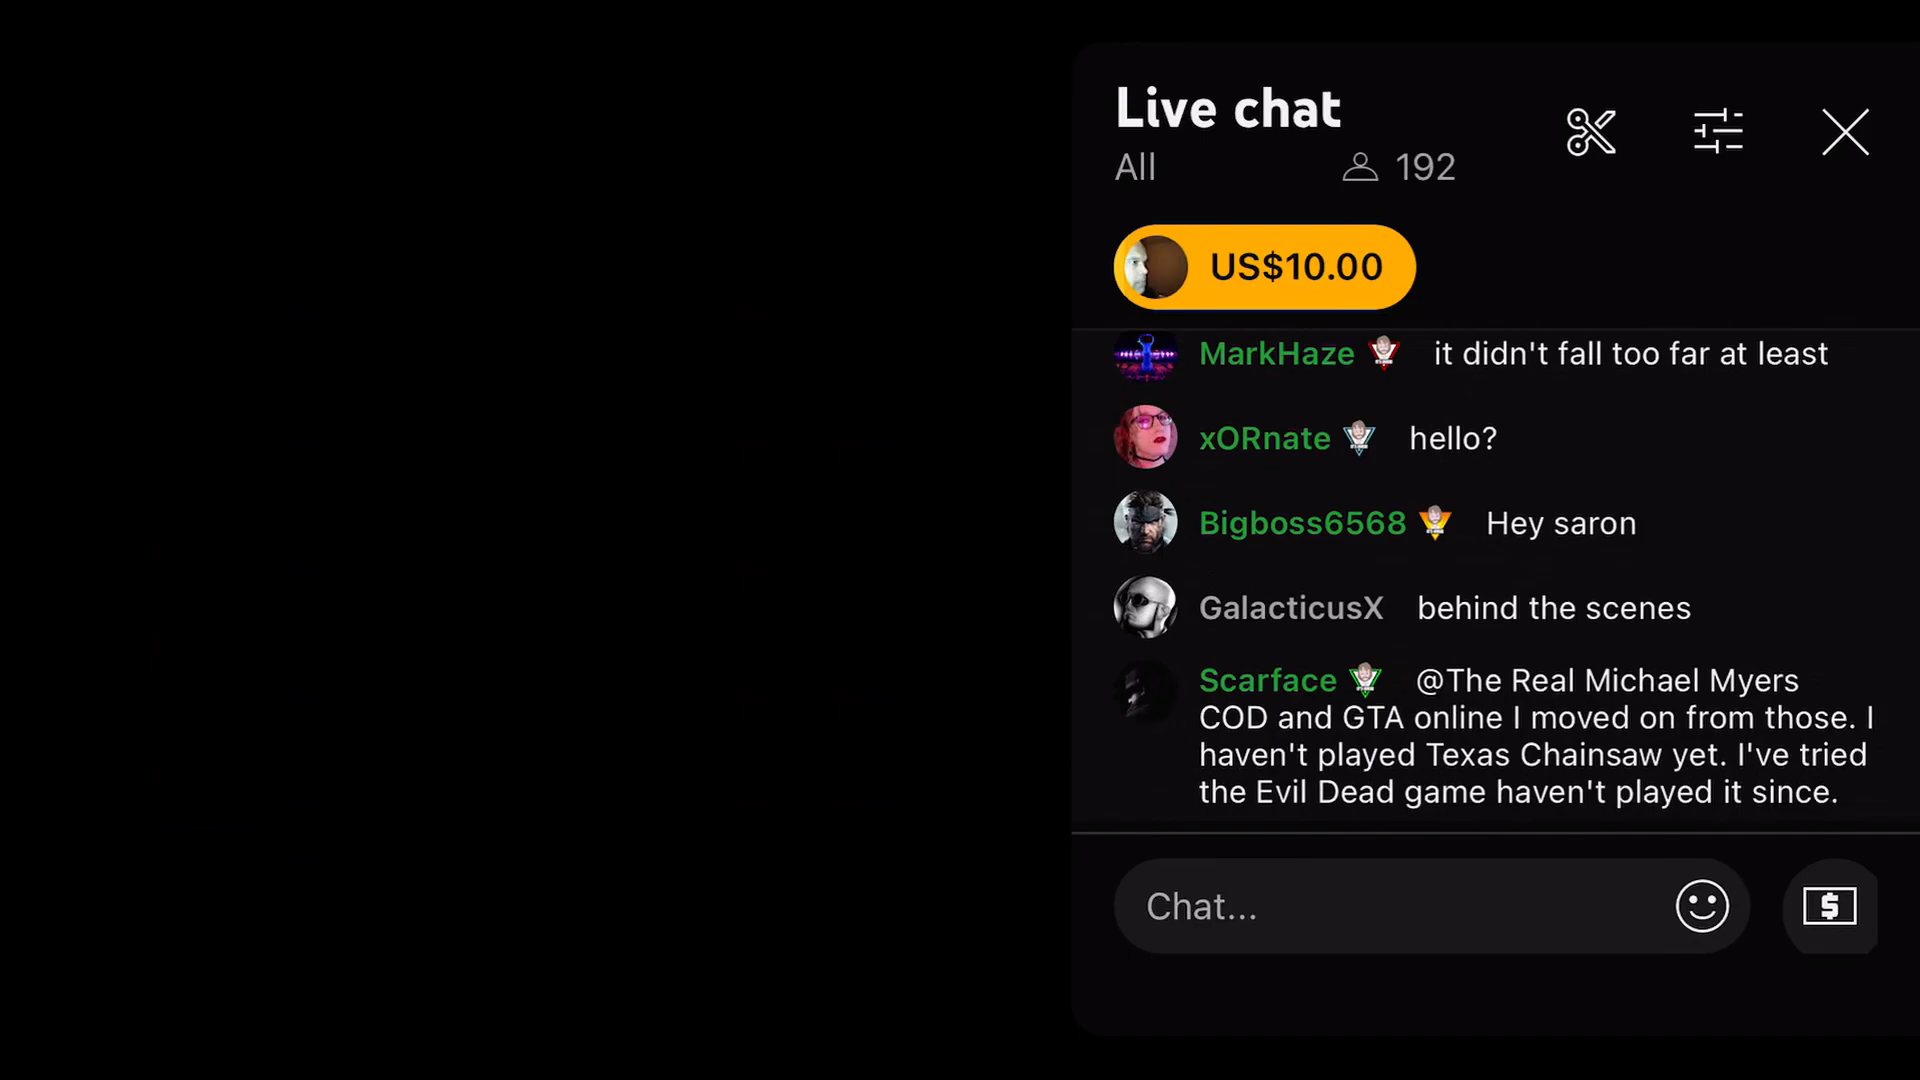 Live chat
All 192
US$10.00
MarkHaze it didn't fall too far at least
xORnate hello?
Bigboss6568 Hey saron
GalacticusX behind the scenes
Scarface @The Real Michael Myers
COD and GTA online I moved on from those. I
haven't played Texas Chainsaw yet. I've tried
the Evil Dead game haven't played it since.
Chat...
$